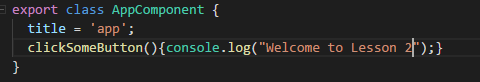 export class AppComponent {
title = 'app';
clickSomeButton(){console.log("Welcome to Lesson 2");}
}